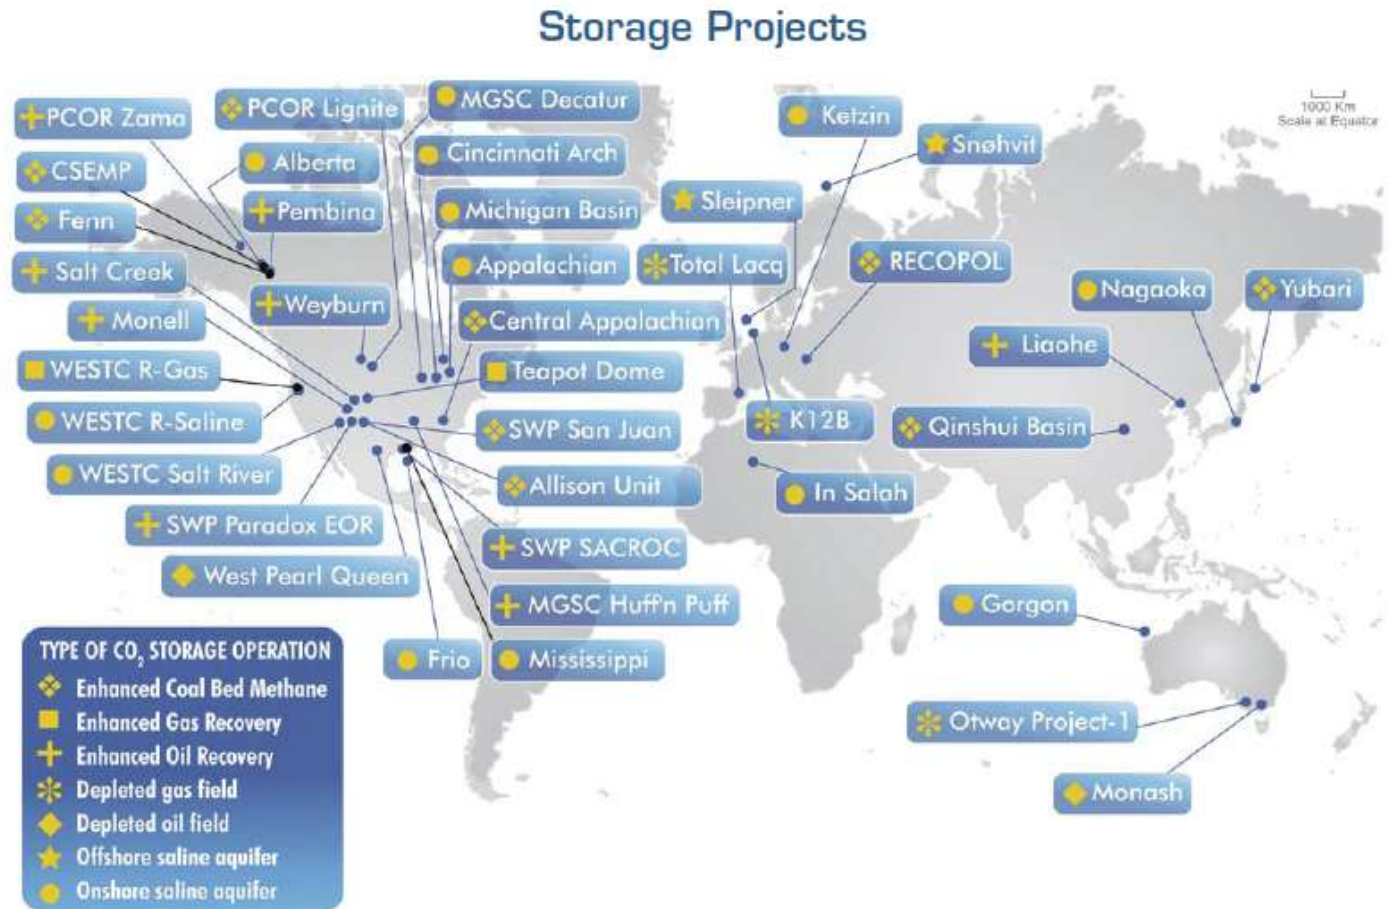 Storage Projects
1000 Km
Scale at Equator
PCOR Zama
PCOR Lignite
MGSC Decatur
Ketzin
Snøhvit
CSEMP
Alberta
Cincinnati Arch
Fenn
Pembina
Michigan Basin
Sleipner
Salt Creek
Appalachian
Total Lacq
RECOPOL
Nagaoka
Yubari
Monell
Weyburn
Central Appalachian
Liaohe
WESTC R-Gas
Teapot Dome
WESTC R-Saline
SWP San Juan
K12B
Qinshui Basin
WESTC Salt River
Allison Unit
In Salah
SWP Paradox EOR
SWP SACROC
West Pearl Queen
MGSC Huff'n Puff
Gorgon
Frio
Mississippi
Otway Project-1
Monash
TYPE OF CO₂ STORAGE OPERATION
Enhanced Coal Bed Methane
Enhanced Gas Recovery
Enhanced Oil Recovery
Depleted gas field
Depleted oil field
Offshore saline aquifer
Onshore saline aquifer